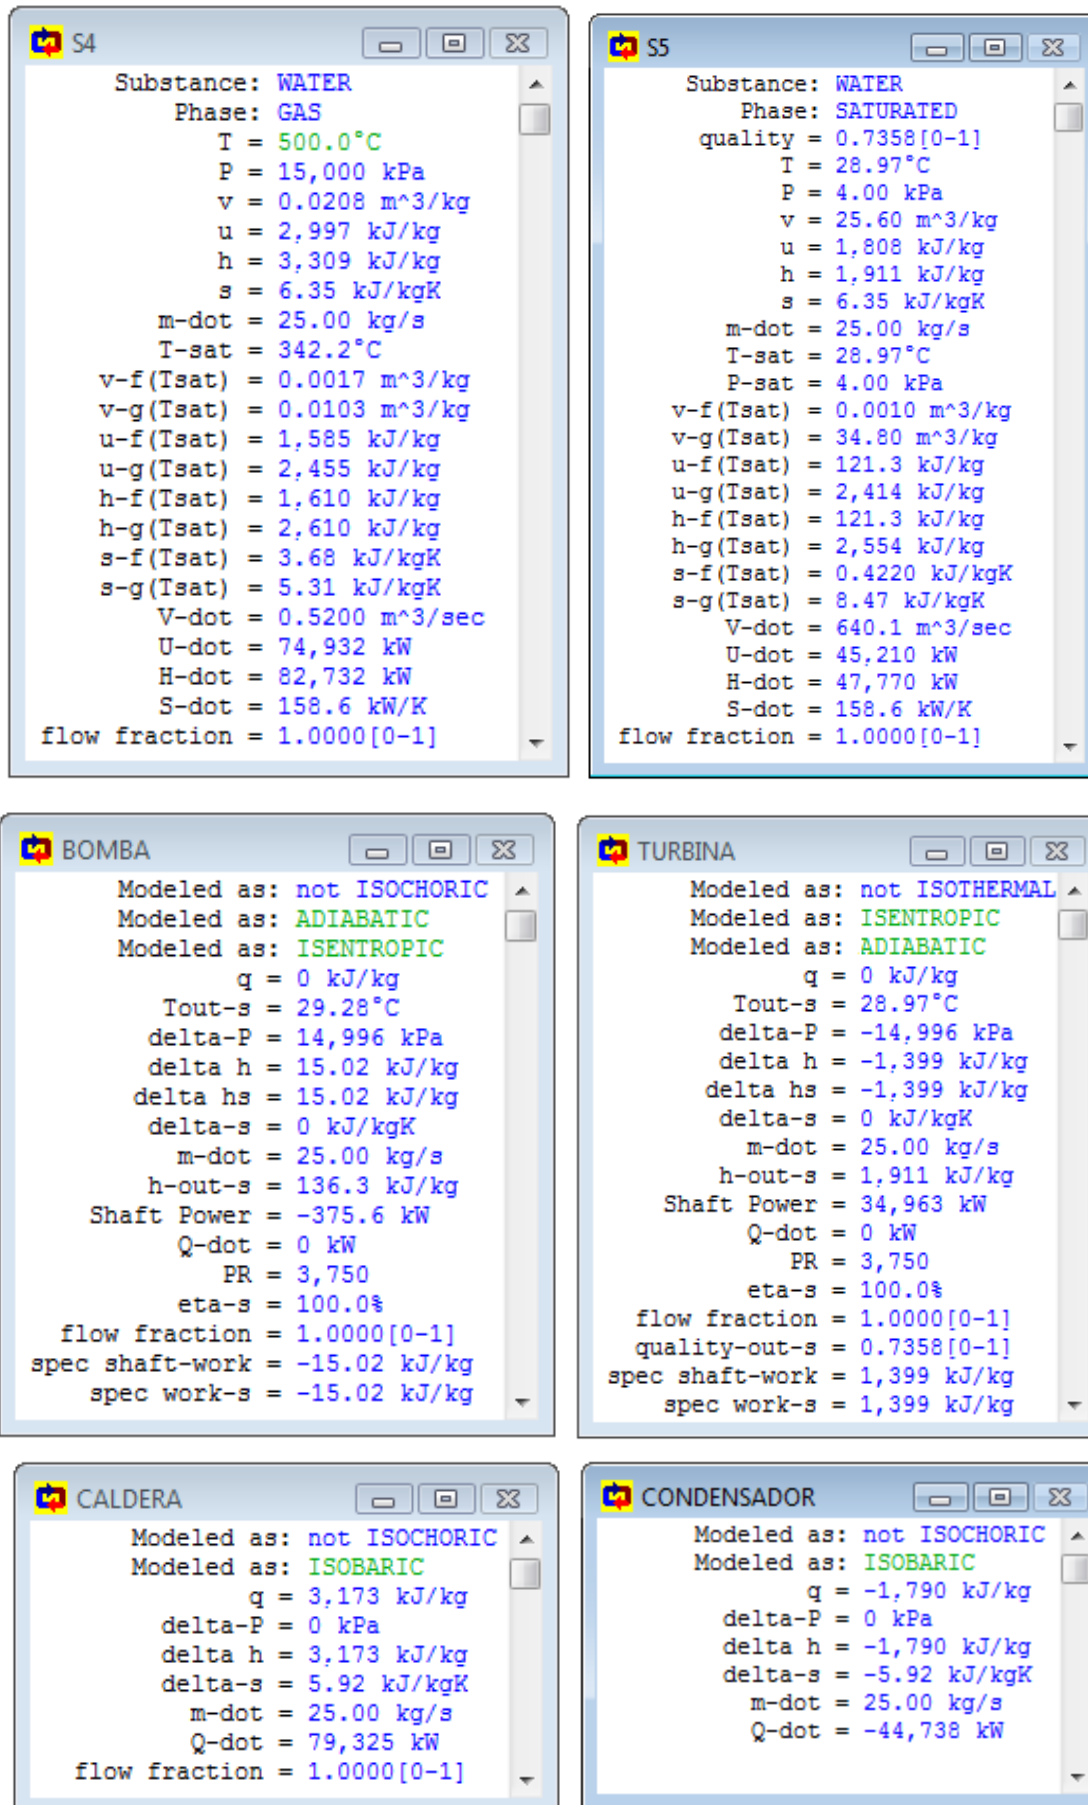 S4
Substance: WATER
Phase: GAS
T = 500.0°C
P = 15,000 kPa
v = 0.0208 m^3/kg
u = 2,997 kJ/kg
h = 3,309 kJ/kg
s = 6.35 kJ/kgK
m-dot = 25.00 kg/s
T-sat = 342.2°C
v-f(Tsat) = 0.0017 m^3/kg
v-g(Tsat) = 0.0103 m^3/kg
u-f(Tsat) = 1,585 kJ/kg
u-g(Tsat) = 2,455 kJ/kg
h-f(Tsat) = 1,610 kJ/kg
h-g(Tsat) = 2,610 kJ/kg
s-f(Tsat) = 3.68 kJ/kgK
s-g(Tsat) = 5.31 kJ/kgK
V-dot = 0.5200 m^3/sec
U-dot = 74,932 kW
H-dot = 82,732 kW
S-dot = 158.6 kW/K
flow fraction = 1.0000[0-1]
S5
Substance: WATER
Phase: SATURATED
quality = 0.7358[0-1]
T = 28.97°C
P = 4.00 kPa
v = 25.60 m^3/kg
u = 1,808 kJ/kg
h = 1,911 kJ/kg
s = 6.35 kJ/kgK
m-dot = 25.00 kg/s
T-sat = 28.97°C
P-sat = 4.00 kPa
v-f(Tsat) = 0.0010 m^3/kg
v-g(Tsat) = 34.80 m^3/kg
u-f(Tsat) = 121.3 kJ/kg
u-g(Tsat) = 2,414 kJ/kg
h-f(Tsat) = 121.3 kJ/kg
h-g(Tsat) = 2,554 kJ/kg
s-f(Tsat) = 0.4220 kJ/kgK
s-g(Tsat) = 8.47 kJ/kgK
V-dot = 640.1 m^3/sec
U-dot = 45,210 kW
H-dot = 47,770 kW
S-dot = 158.6 kW/K
flow fraction = 1.0000[0-1]
BOMBA
Modeled as: not ISOCHORIC
Modeled as: ADIABATIC
Modeled as: ISENTROPIC
q = 0 kJ/kg
Tout-s = 29.28°C
delta-P = 14,996 kPa
delta h = 15.02 kJ/kg
delta hs = 15.02 kJ/kg
delta-s = 0 kJ/kgK
m-dot = 25.00 kg/s
h-out-s = 136.3 kJ/kg
Shaft Power = -375.6 kW
Q-dot = 0 kW
PR = 3,750
eta-s = 100.0%
flow fraction = 1.0000[0-1]
spec shaft-work = -15.02 kJ/kg
spec work-s = -15.02 kJ/kg
TURBINA
Modeled as: not ISOTHERMAL
Modeled as: ISENTROPIC
Modeled as: ADIABATIC
q = 0 kJ/kg
Tout-s = 28.97°C
delta-P = -14,996 kPa
delta h = -1,399 kJ/kg
delta hs = -1,399 kJ/kg
delta-s = 0 kJ/kgK
m-dot = 25.00 kg/s
h-out-s = 1,911 kJ/kg
Shaft Power = 34,963 kW
Q-dot = 0 kW
PR = 3,750
eta-s = 100.0%
flow fraction = 1.0000[0-1]
quality-out-s = 0.7358[0-1]
spec shaft-work = 1,399 kJ/kg
spec work-s = 1,399 kJ/kg
CALDERA
Modeled as: not ISOCHORIC
Modeled as: ISOBARIC
q = 3,173 kJ/kg
delta-P = 0 kPa
delta h = 3,173 kJ/kg
delta-s = 5.92 kJ/kgK
m-dot = 25.00 kg/s
Q-dot = 79,325 kW
flow fraction = 1.0000[0-1]
CONDENSADOR
Modeled as: not ISOCHORIC
Modeled as: ISOBARIC
q = -1,790 kJ/kg
delta-P = 0 kPa
delta h = -1,790 kJ/kg
delta-s = -5.92 kJ/kgK
m-dot = 25.00 kg/s
Q-dot = -44,738 kW